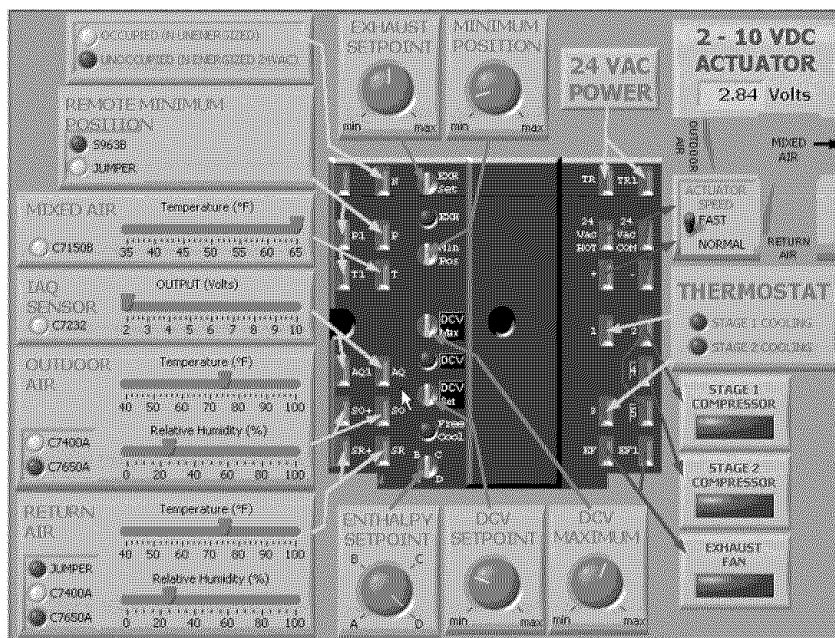 OCCUPIED (N UNENERGIZED)
UNOCCUPIED (N ENERGIZED 24VAC)
REMOTE MINIMUM
POSITION
S963B
JUMPER
MIXED AIR
Temperature (°F)
C7150B
35 40 45 50 55 60 65
IAQ
SENSOR
OUTPUT (Volts)
C7232
2 3 4 5 6 7 8 9 10
OUTDOOR
AIR
Temperature (°F)
40 50 60 70 80 90 100
Relative Humidity (%)
C7400A
C7650A
0 20 40 60 80 100
RETURN
AIR
Temperature (°F)
40 50 60 70 80 90 100
JUMPER
C7400A
C7650A
Relative Humidity (%)
0 20 40 60 80 100
EXHAUST
SETPOINT
min max
MINIMUM
POSITION
min max
24 VAC
POWER
2 - 10 VDC
ACTUATOR
2.84 Volts
OUTDOOR
AIR
MIXED
AIR
ACTUATOR
SPEED
FAST
NORMAL
RETURN
AIR
THERMOSTAT
STAGE 1 COOLING
STAGE 2 COOLING
STAGE 1
COMPRESSOR
STAGE 2
COMPRESSOR
EXHAUST
FAN
N
EXH
Set
EXH
P1 P
Min
Pos
T1 T
DCV
Max
DCV
AQ1 AQ
DCV
Set
SO+ SO
Free
Cool
SR+ SR
B C
D
TR TR1
24
Vac
HOT
24
Vac
COM
+ -
1 2
3
4
5
EF EF1
ENTHALPY
SETPOINT
B C
A D
DCV
SETPOINT
min max
DCV
MAXIMUM
min max